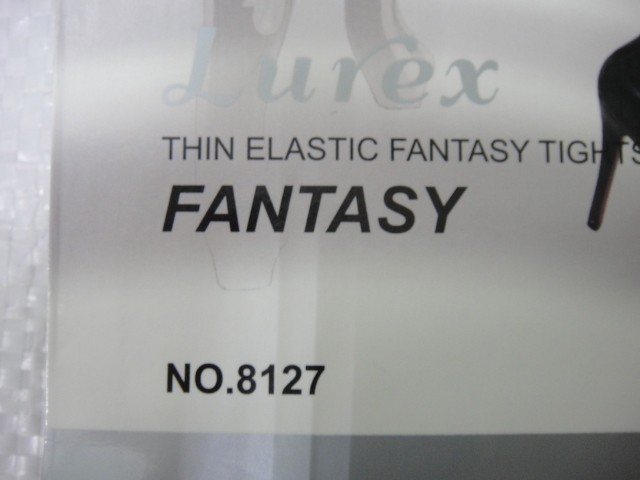 Lurex
THIN ELASTIC FANTASY TIGHTS
FANTASY
NO.8127